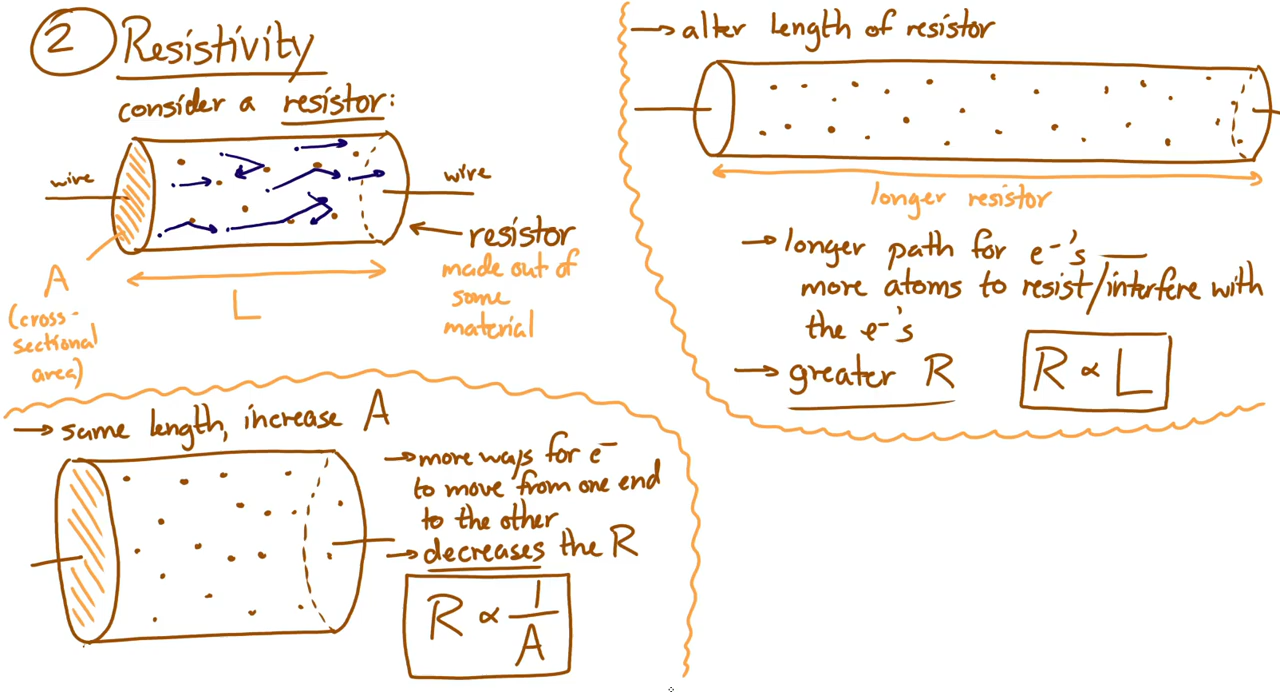 ② Resistivity
consider a resistor:
wire
wire
A
(cross-
sectional
area)
L
resistor
made out of
some
material
→ alter length of resistor
longer resistor
→ longer path for e⁻'s __
more atoms to resist/interfere with
the e⁻'s
→ greater R
R ∝ L
→ same length, increase A
→ more ways for e⁻
to move from one end
to the other
→ decreases the R
R ∝ 1/A